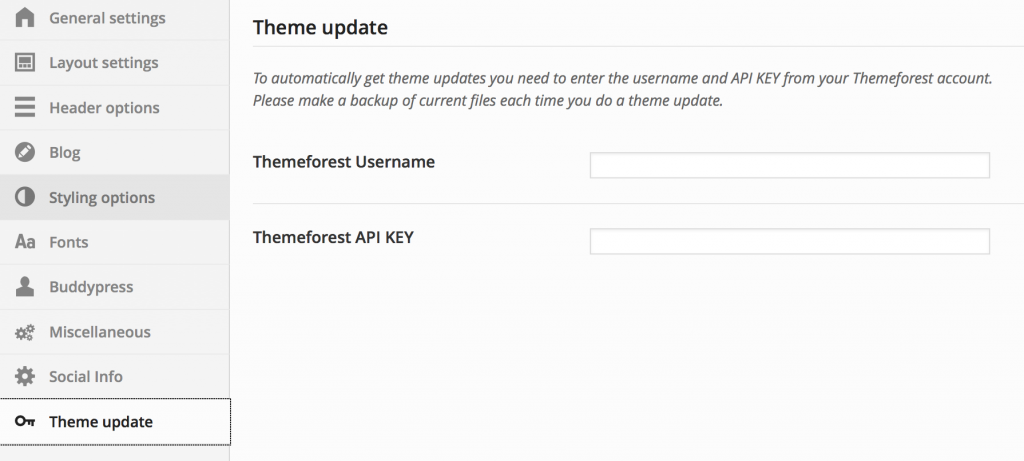 General settings
Layout settings
Header options
Blog
Styling options
Aa Fonts
Buddypress
Miscellaneous
Social Info
Theme update
Theme update
To automatically get theme updates you need to enter the username and API KEY from your Themeforest account.
Please make a backup of current files each time you do a theme update.
Themeforest Username
Themeforest API KEY